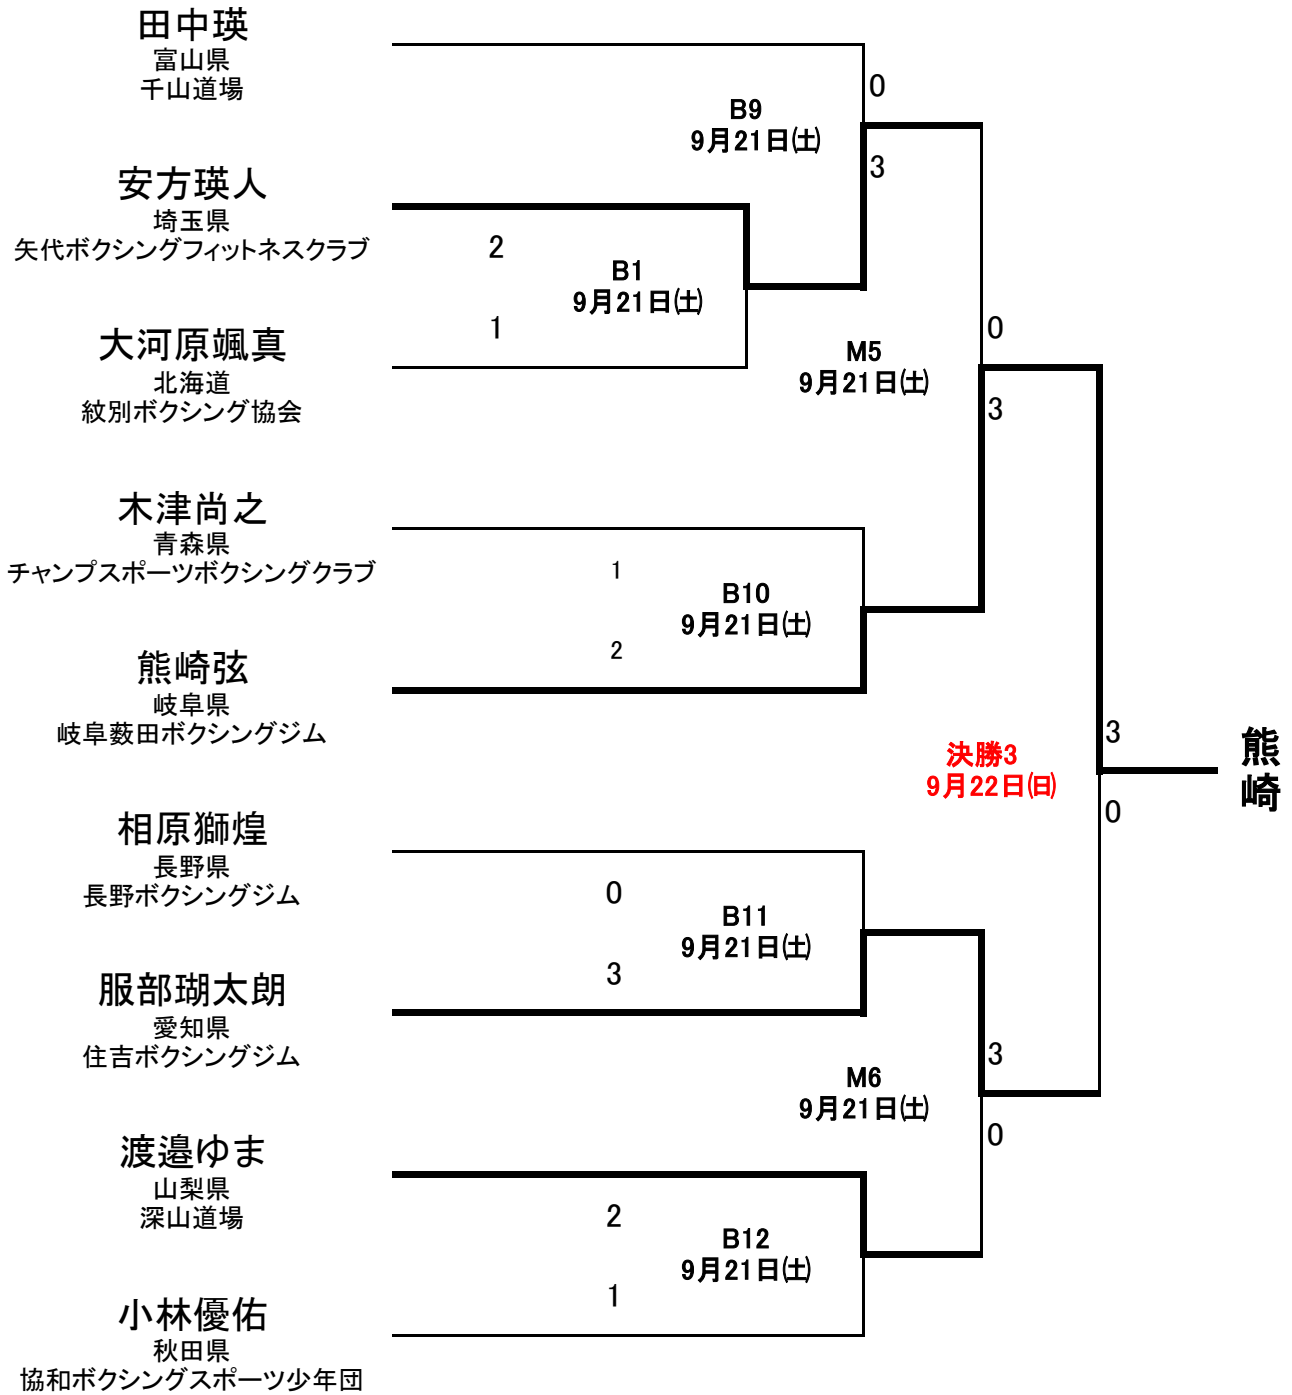 田中瑛
富山県
千山道場
0
B9
9月21日㈯
3
安方瑛人
埼玉県
矢代ボクシングフィットネスクラブ
2
B1
9月21日㈯
1
大河原颯真
北海道
紋別ボクシング協会
0
M5
9月21日㈯
3
木津尚之
青森県
チャンプスポーツボクシングクラブ
1
B10
9月21日㈯
2
熊崎弦
岐阜県
岐阜薮田ボクシングジム
3
決勝3
9月22日㈰
0
熊崎
相原獅煌
長野県
長野ボクシングジム
0
B11
9月21日㈯
3
服部瑚太朗
愛知県
住吉ボクシングジム
3
M6
9月21日㈯
0
渡邉ゆま
山梨県
深山道場
2
B12
9月21日㈯
1
小林優佑
秋田県
協和ボクシングスポーツ少年団